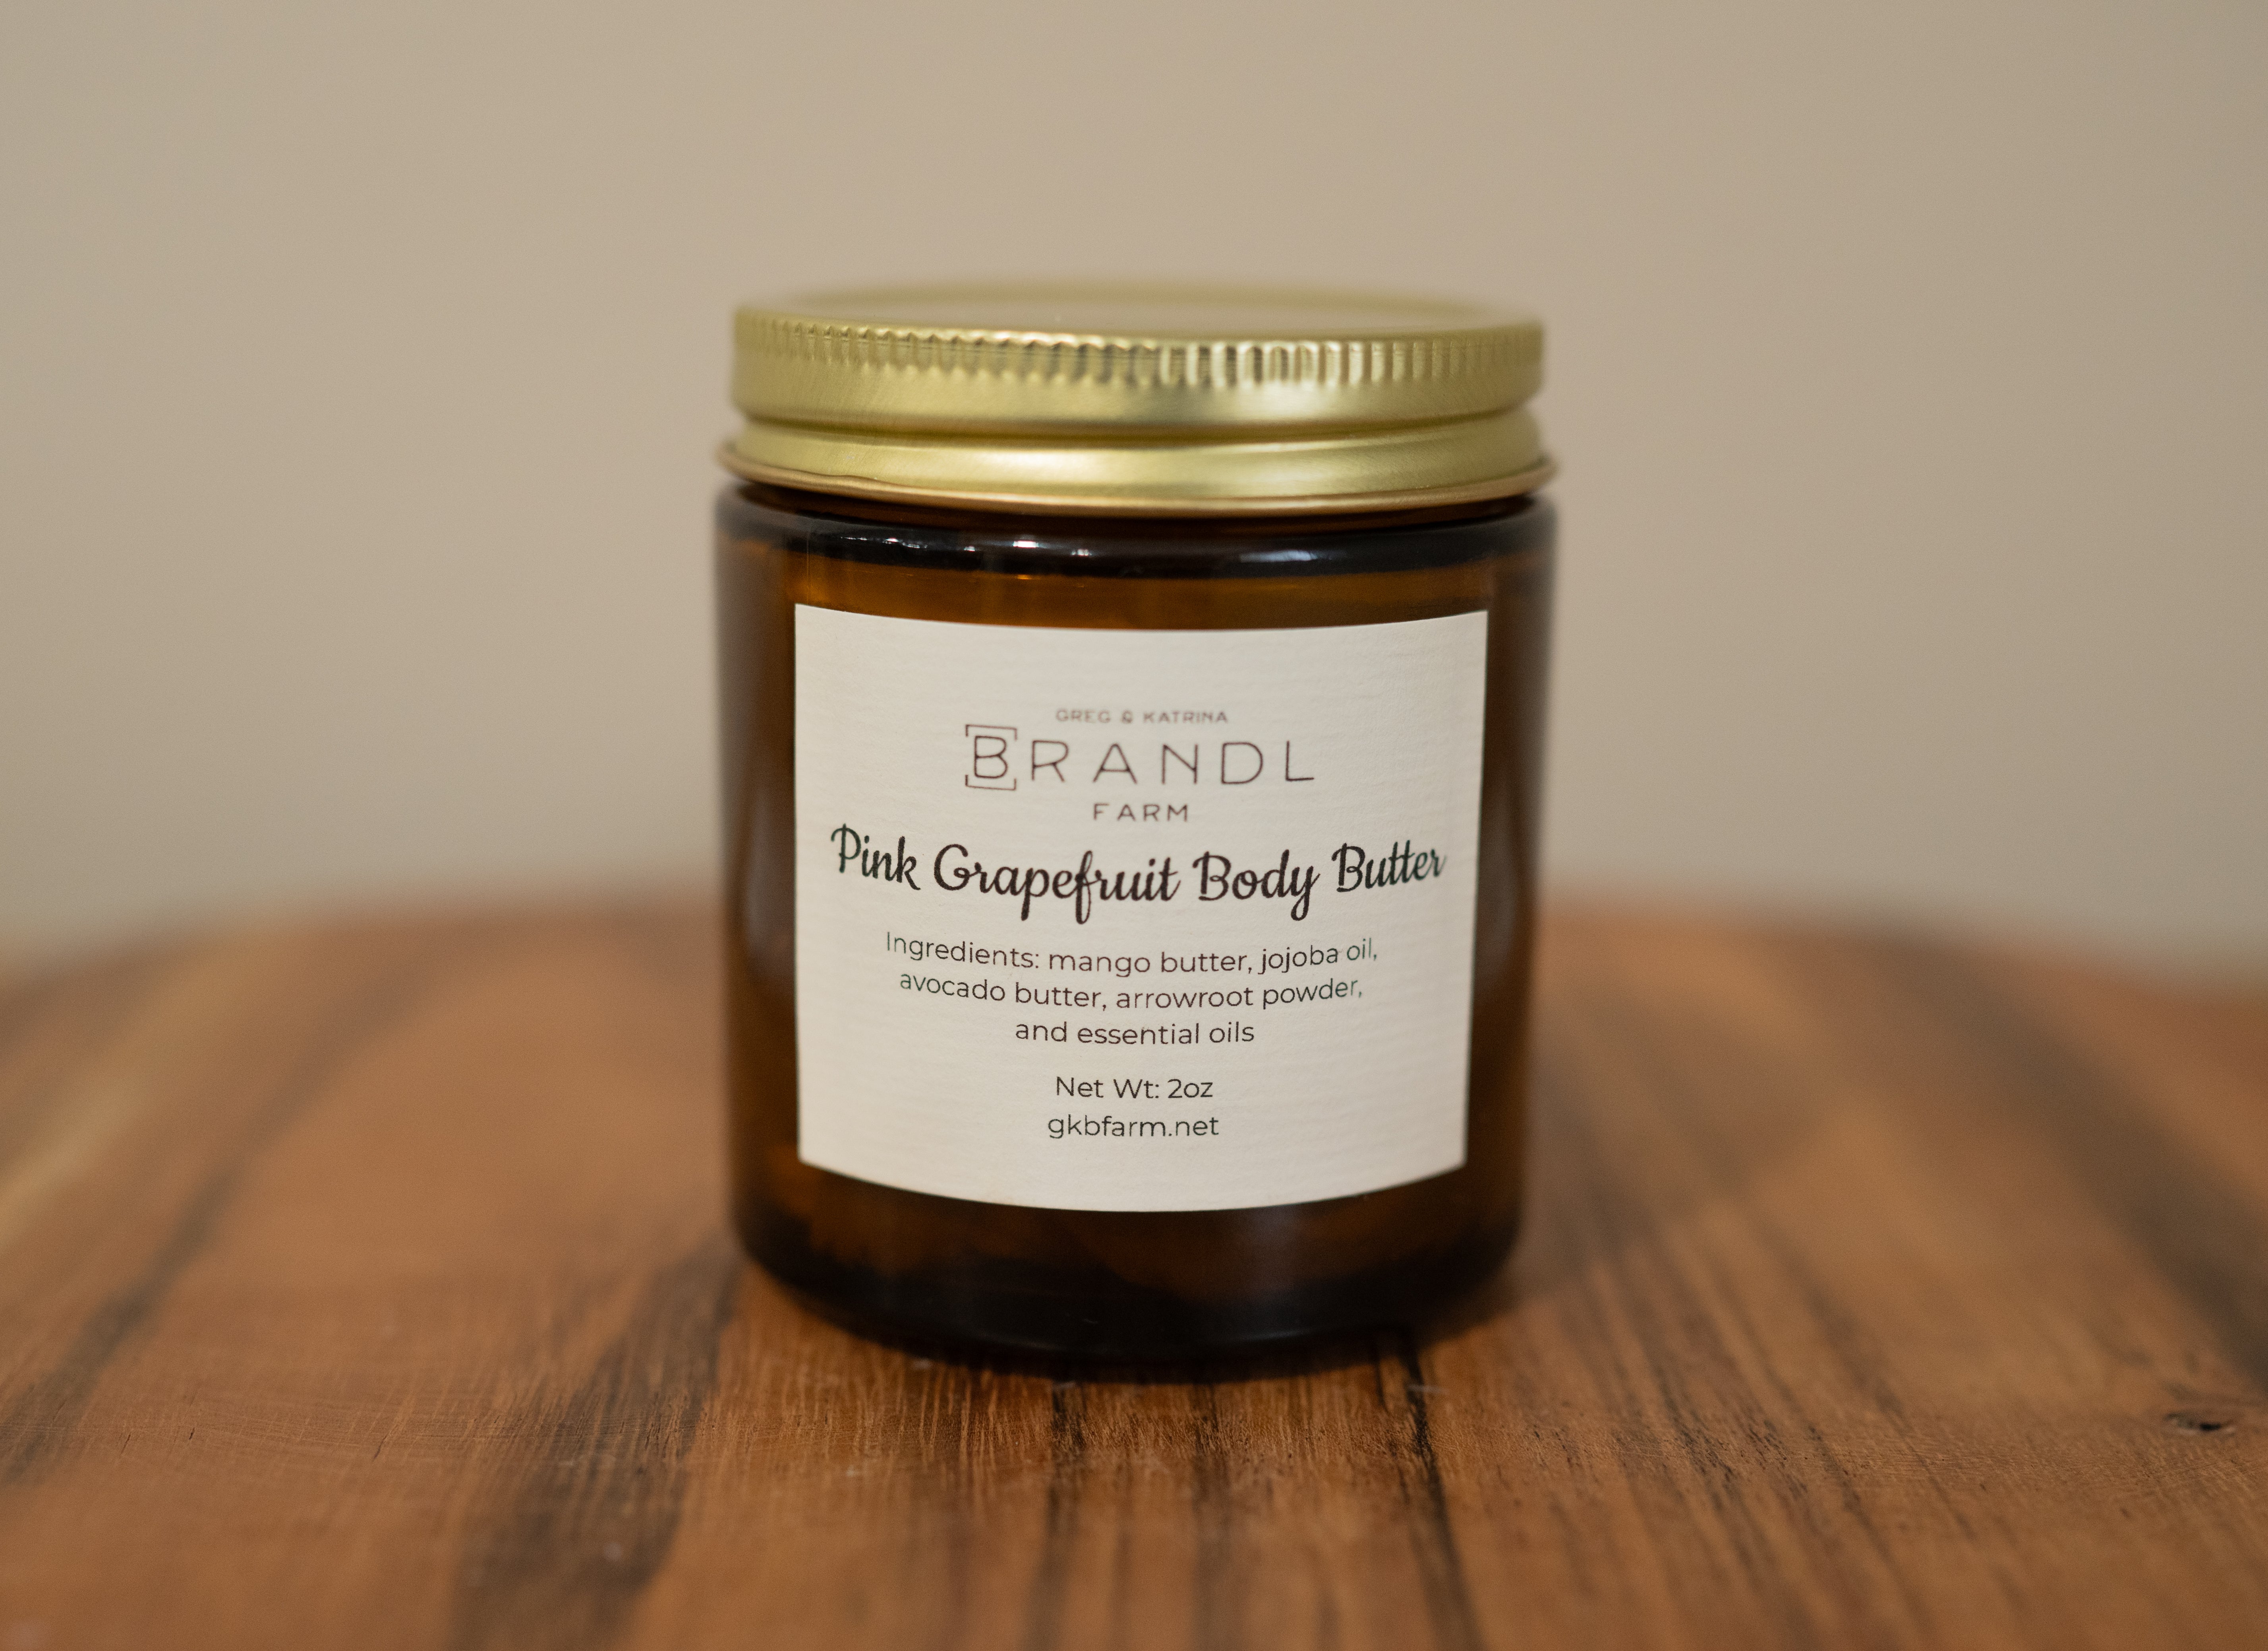 GREG & KATRINA
BRANDL
FARM
Pink Grapefruit Body Butter
Ingredients: mango butter, jojoba oil,
avocado butter, arrowroot powder,
and essential oils
Net Wt: 2oz
gkbfarm.net